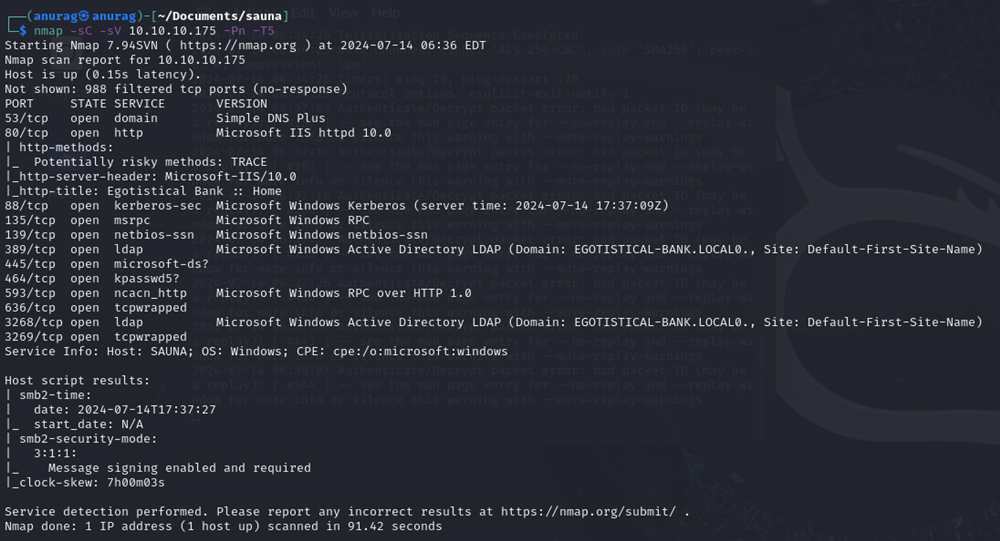 ┌──(anurag㉿anurag)-[~/Documents/sauna]
└─$ nmap -sC -sV 10.10.10.175 -Pn -T5
Starting Nmap 7.94SVN ( https://nmap.org ) at 2024-07-14 06:36 EDT
Nmap scan report for 10.10.10.175
Host is up (0.15s latency).
Not shown: 988 filtered tcp ports (no-response)
PORT     STATE SERVICE       VERSION
53/tcp   open  domain        Simple DNS Plus
80/tcp   open  http          Microsoft IIS httpd 10.0
| http-methods:
|_  Potentially risky methods: TRACE
|_http-server-header: Microsoft-IIS/10.0
|_http-title: Egotistical Bank :: Home
88/tcp   open  kerberos-sec  Microsoft Windows Kerberos (server time: 2024-07-14 17:37:09Z)
135/tcp  open  msrpc         Microsoft Windows RPC
139/tcp  open  netbios-ssn   Microsoft Windows netbios-ssn
389/tcp  open  ldap          Microsoft Windows Active Directory LDAP (Domain: EGOTISTICAL-BANK.LOCAL0., Site: Default-First-Site-Name)
445/tcp  open  microsoft-ds?
464/tcp  open  kpasswd5?
593/tcp  open  ncacn_http    Microsoft Windows RPC over HTTP 1.0
636/tcp  open  tcpwrapped
3268/tcp open  ldap          Microsoft Windows Active Directory LDAP (Domain: EGOTISTICAL-BANK.LOCAL0., Site: Default-First-Site-Name)
3269/tcp open  tcpwrapped
Service Info: Host: SAUNA; OS: Windows; CPE: cpe:/o:microsoft:windows

Host script results:
| smb2-time:
|   date: 2024-07-14T17:37:27
|_  start_date: N/A
| smb2-security-mode:
|   3:1:1:
|_    Message signing enabled and required
|_clock-skew: 7h00m03s

Service detection performed. Please report any incorrect results at https://nmap.org/submit/ .
Nmap done: 1 IP address (1 host up) scanned in 91.42 seconds